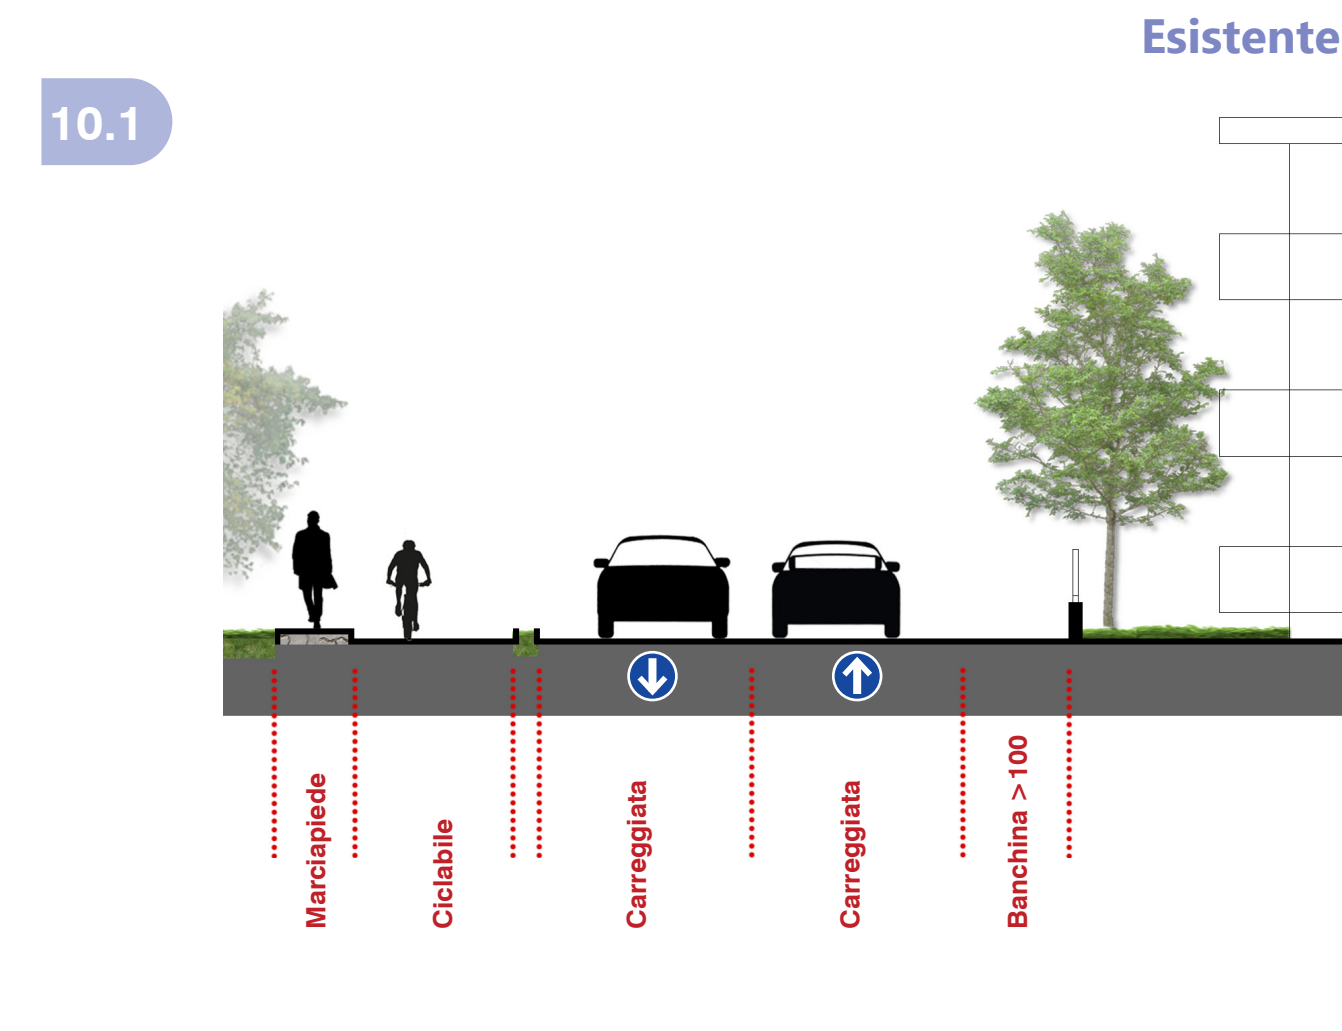 Esistente
10.1
Marciapiede
Ciclabile
Carreggiata
Carreggiata
Banchina >100